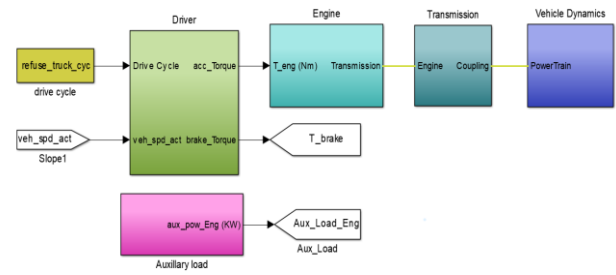 Driver
Engine
Transmission
Vehicle Dynamics
refuse_truck_cyc
drive cycle
Drive Cycle
acc_Torque
T_eng (Nm)
Transmission
Engine
Coupling
PowerTrain
veh_spd_act
Slope1
veh_spd_act
brake_Torque
T_brake
aux_pow_Eng (KW)
Auxillary load
Aux_Load_Eng
Aux_Load